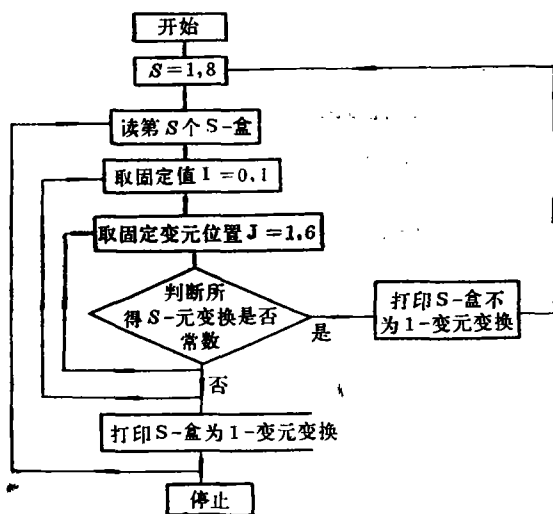 开始
S=1,8
读第S个S-盒
取固定值I=0,1
取固定变元位置J=1,6
判断所
得S-元变换是否
常数
是
打印S-盒不
为1-变元变换
否
打印S-盒为1-变元变换
停止